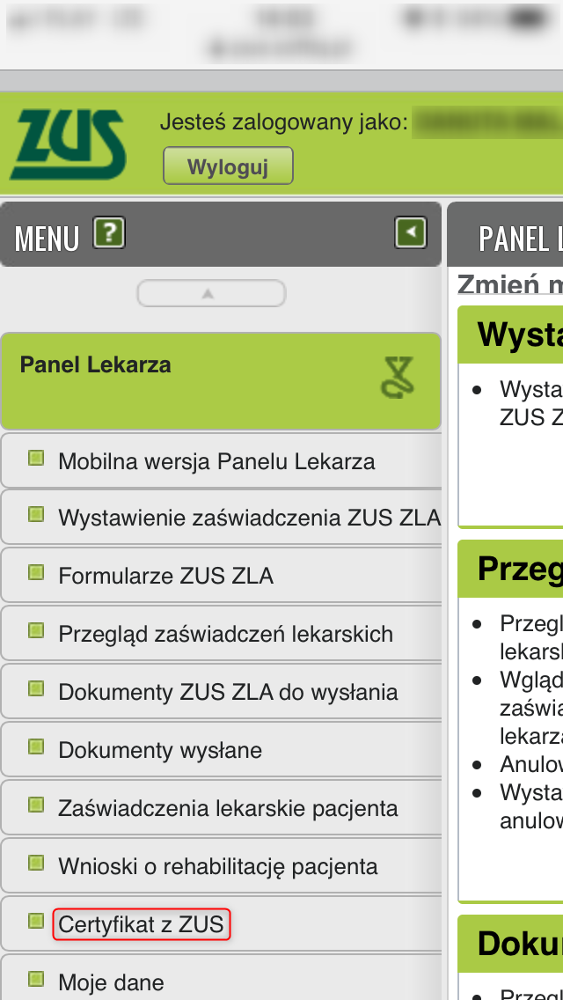 ZUS
Jesteś zalogowany jako:
Wyloguj
MENU ?
PANEL L
Zmień m
Panel Lekarza
Mobilna wersja Panelu Lekarza
Wystawienie zaświadczenia ZUS ZLA
Formularze ZUS ZLA
Przegląd zaświadczeń lekarskich
Dokumenty ZUS ZLA do wysłania
Dokumenty wysłane
Zaświadczenia lekarskie pacjenta
Wnioski o rehabilitację pacjenta
Certyfikat z ZUS
Moje dane
Wysta
Wysta
ZUS Z
Przeg
Przegl
lekarsk
Wgląd
zaświa
lekarza
Anulow
Wysta
anulow
Doku
Przegl